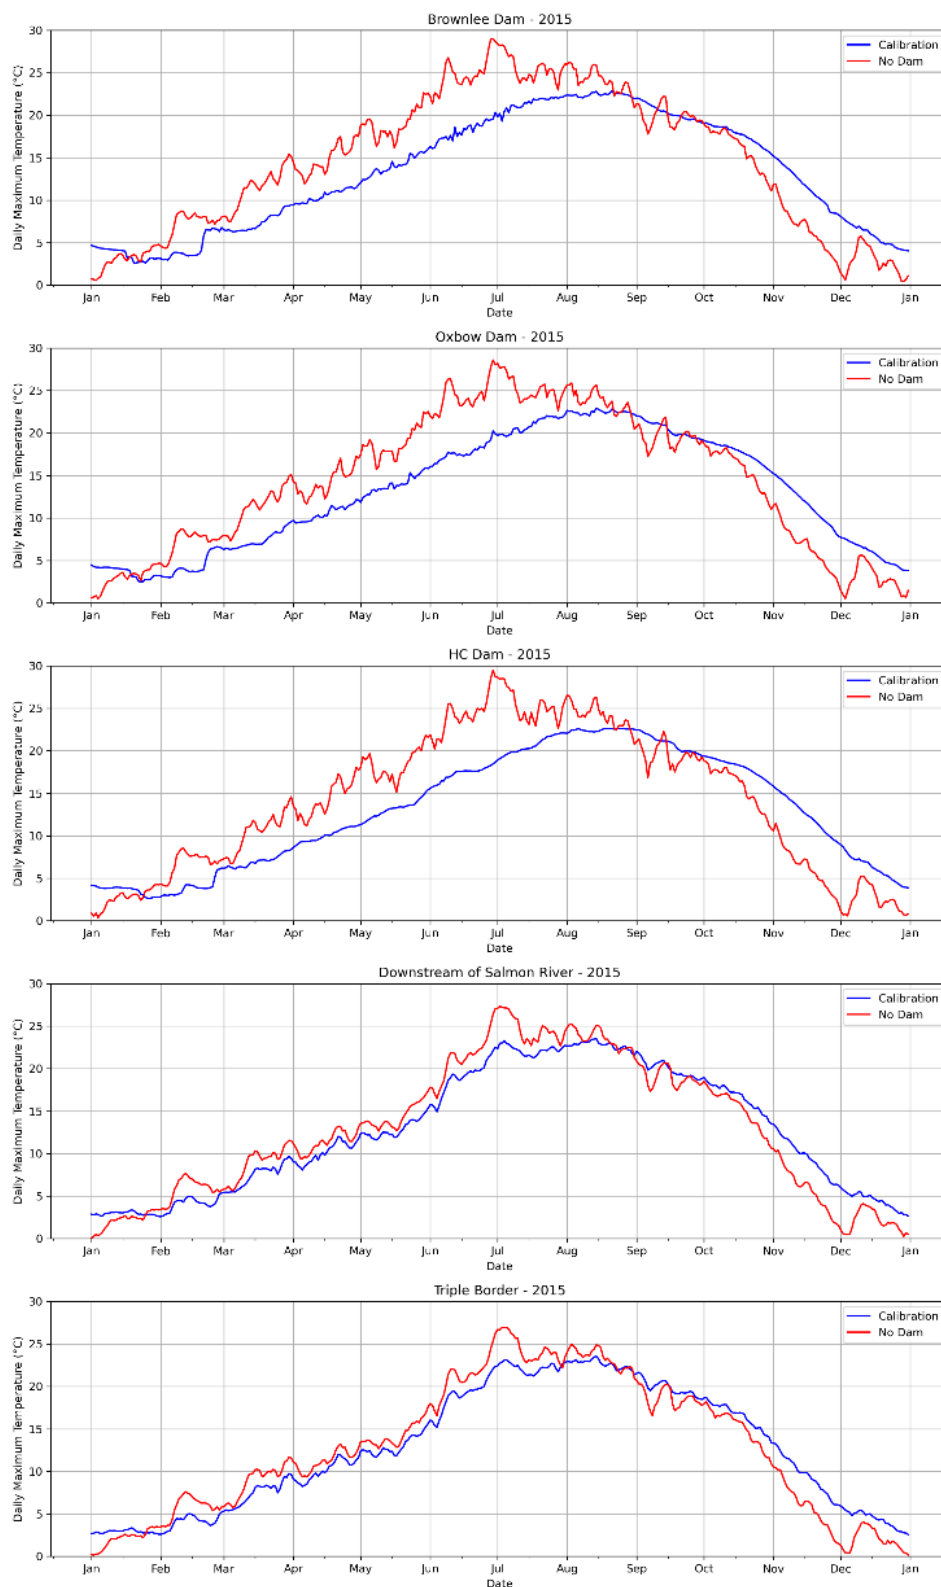 Brownlee Dam - 2015
Daily Maximum Temperature (°C)
30
25
20
15
10
5
0
Calibration
No Dam
Jan Feb Mar Apr May Jun Jul Aug Sep Oct Nov Dec Jan
Date
Oxbow Dam - 2015
Daily Maximum Temperature (°C)
30
25
20
15
10
5
0
Calibration
No Dam
Jan Feb Mar Apr May Jun Jul Aug Sep Oct Nov Dec Jan
Date
HC Dam - 2015
Daily Maximum Temperature (°C)
30
25
20
15
10
5
0
Calibration
No Dam
Jan Feb Mar Apr May Jun Jul Aug Sep Oct Nov Dec Jan
Date
Downstream of Salmon River - 2015
Daily Maximum Temperature (°C)
30
25
20
15
10
5
0
Calibration
No Dam
Jan Feb Mar Apr May Jun Jul Aug Sep Oct Nov Dec Jan
Date
Triple Border - 2015
Daily Maximum Temperature (°C)
30
25
20
15
10
5
0
Calibration
No Dam
Jan Feb Mar Apr May Jun Jul Aug Sep Oct Nov Dec Jan
Date